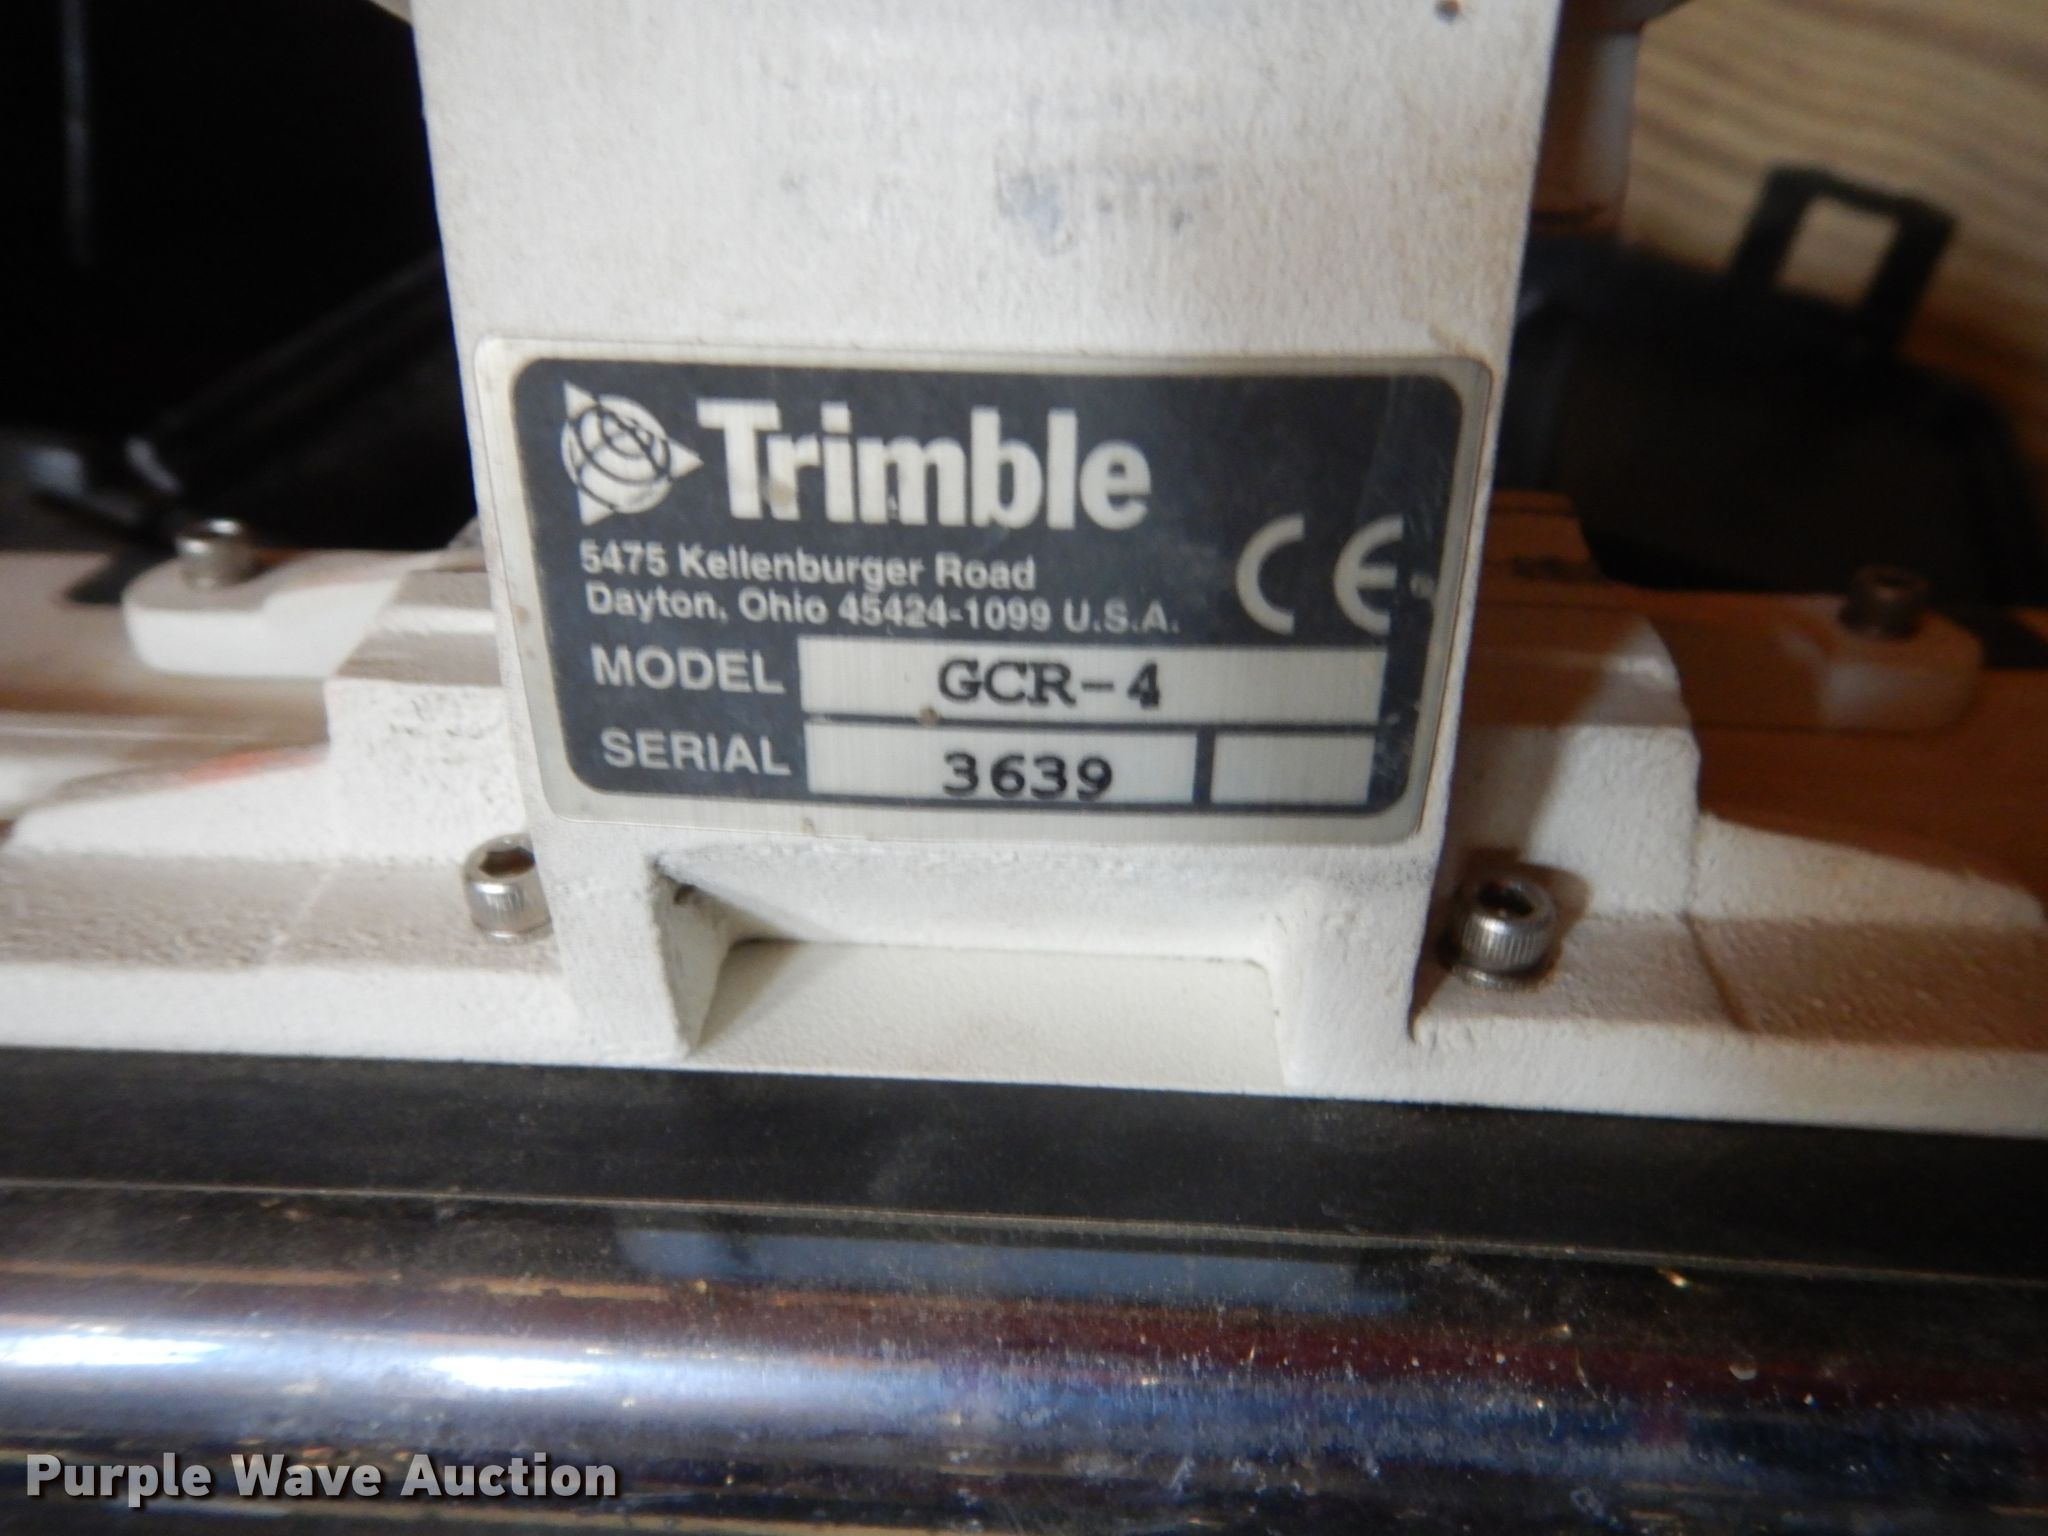 Trimble
5475 Kellenburger Road
Dayton, Ohio 45424-1099 U.S.A.
CE
MODEL GCR-4
SERIAL 3639
Purple Wave Auction